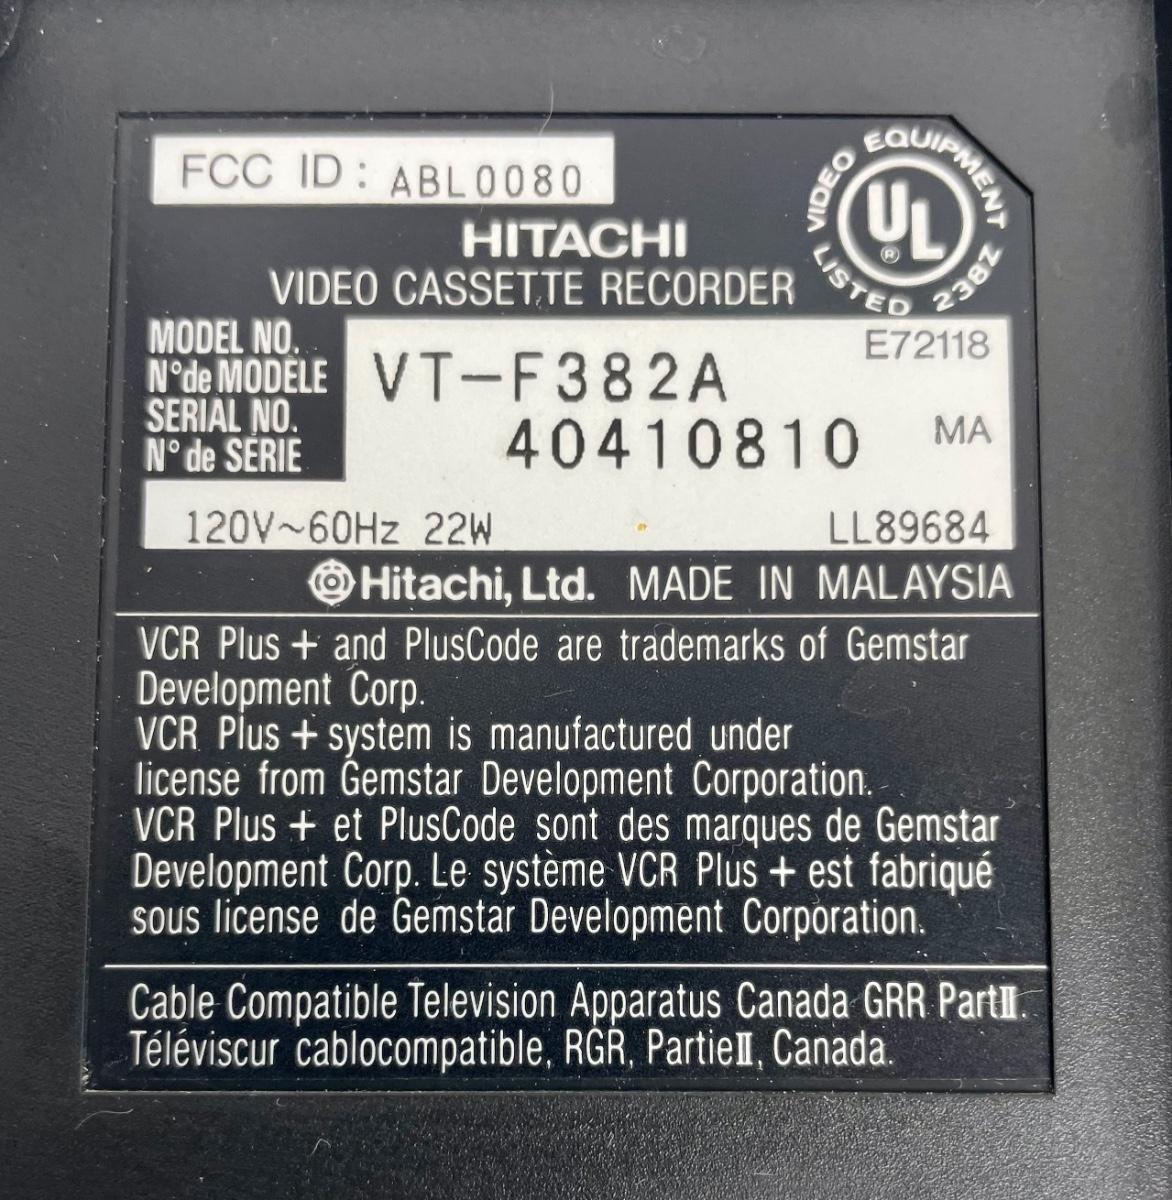 FCC ID: ABL0080
VIDEO EQUIPMENT
UL
®
LISTED 238Z
HITACHI
VIDEO CASSETTE RECORDER
MODEL NO.
N° de MODÈLE
VT-F382A
E72118
SERIAL NO.
N° de SÉRIE
40410810
MA
120V~60Hz 22W
LL89684
Hitachi, Ltd. MADE IN MALAYSIA
VCR Plus + and PlusCode are trademarks of Gemstar
Development Corp.
VCR Plus + system is manufactured under
license from Gemstar Development Corporation.
VCR Plus + et PlusCode sont des marques de Gemstar
Development Corp. Le système VCR Plus + est fabriqué
sous license de Gemstar Development Corporation.
Cable Compatible Television Apparatus Canada GRR PartⅡ.
Téléviscur cablocompatible, RGR, PartieⅡ, Canada.